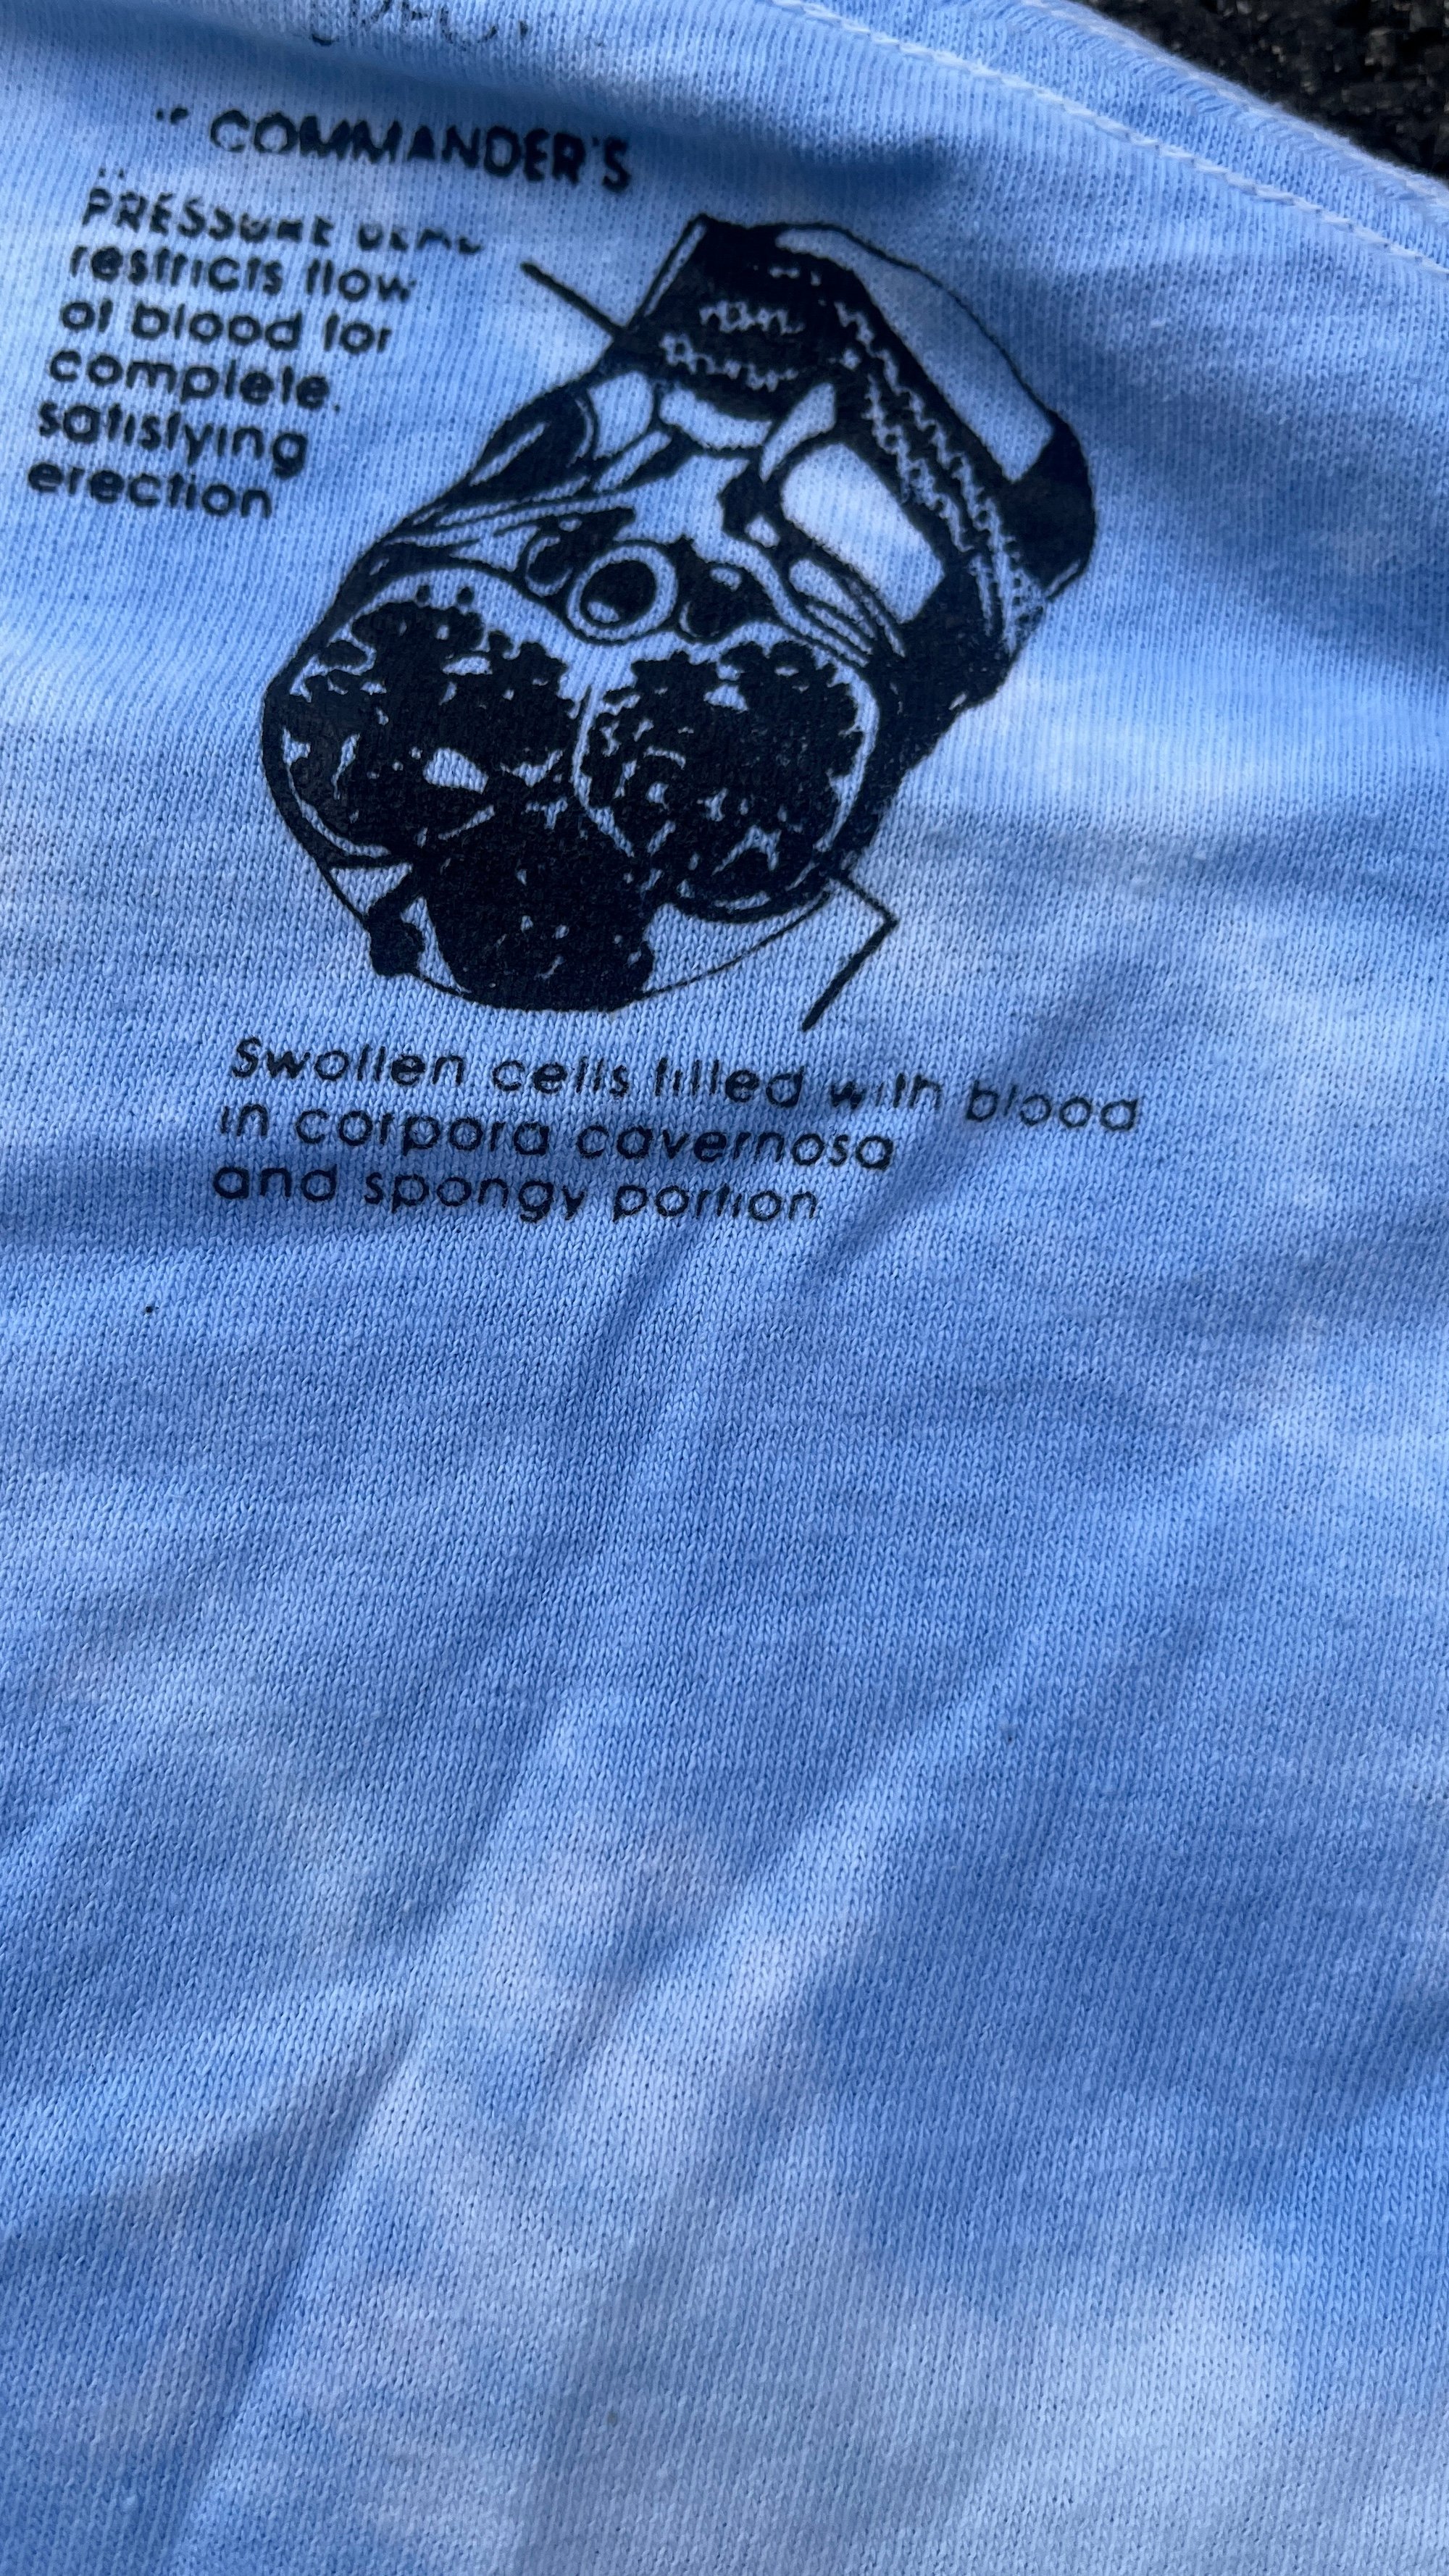 COMMANDER'S
PRESSURE
restricts flow
of blood for
complete.
satisfying
erection
Swollen cells filled with blood
in corpora cavernosa
and spongy portion